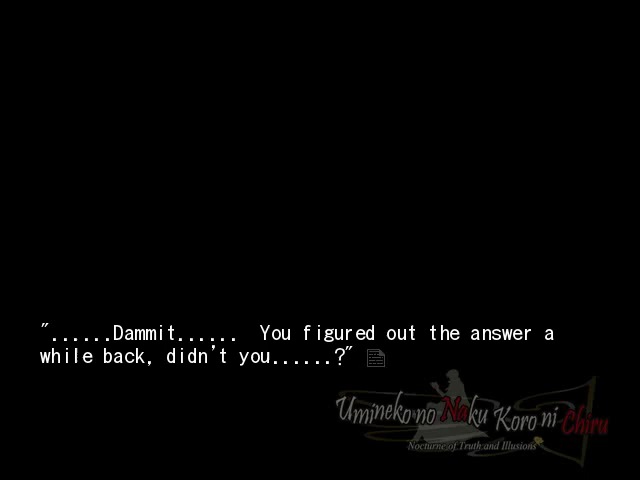 "......Dammit......  You figured out the answer a
while back, didn't you......?"
Umineko no Naku Koro ni Chiru
Nocturne of Truth and Illusions